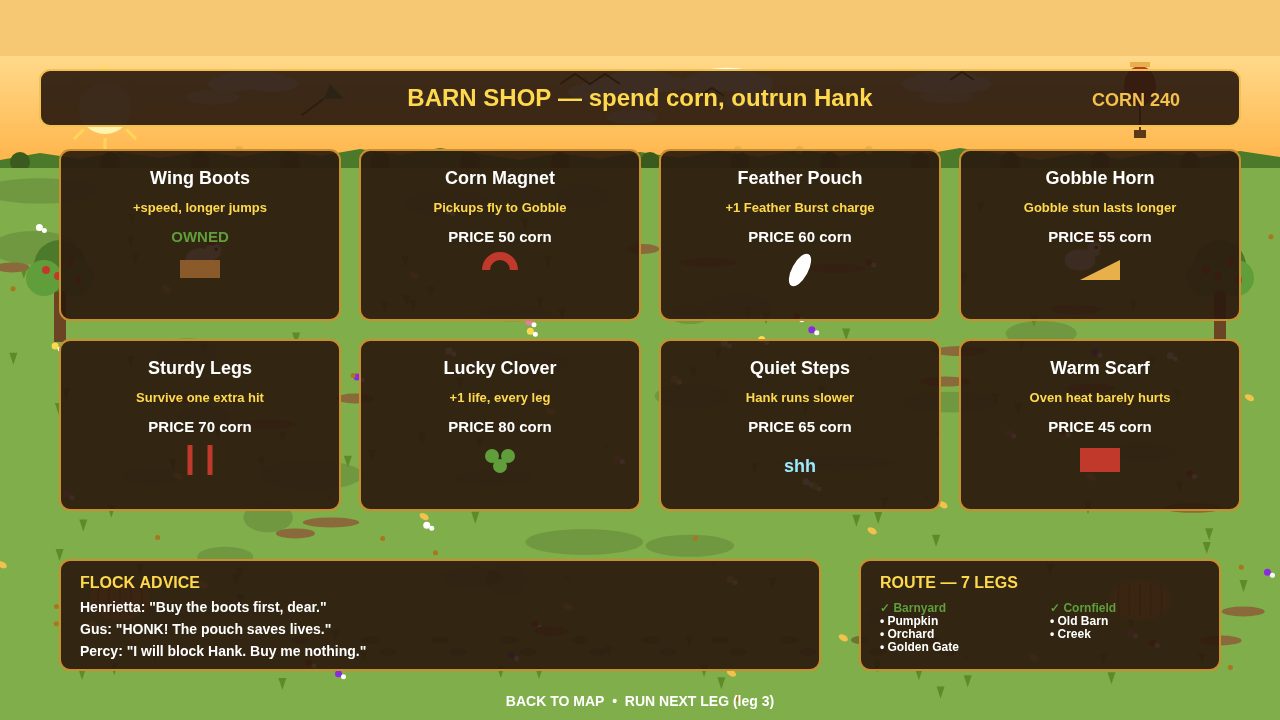 BARN SHOP — spend corn, outrun Hank
CORN 240
Wing Boots
+speed, longer jumps
OWNED
Corn Magnet
Pickups fly to Gobble
PRICE 50 corn
Feather Pouch
+1 Feather Burst charge
PRICE 60 corn
Gobble Horn
Gobble stun lasts longer
PRICE 55 corn
Sturdy Legs
Survive one extra hit
PRICE 70 corn
Lucky Clover
+1 life, every leg
PRICE 80 corn
Quiet Steps
Hank runs slower
PRICE 65 corn
shh
Warm Scarf
Oven heat barely hurts
PRICE 45 corn
FLOCK ADVICE
Henrietta: "Buy the boots first, dear."
Gus: "HONK! The pouch saves lives."
Percy: "I will block Hank. Buy me nothing."
ROUTE — 7 LEGS
✓ Barnyard
• Pumpkin
• Orchard
• Golden Gate
✓ Cornfield
• Old Barn
• Creek
BACK TO MAP • RUN NEXT LEG (leg 3)